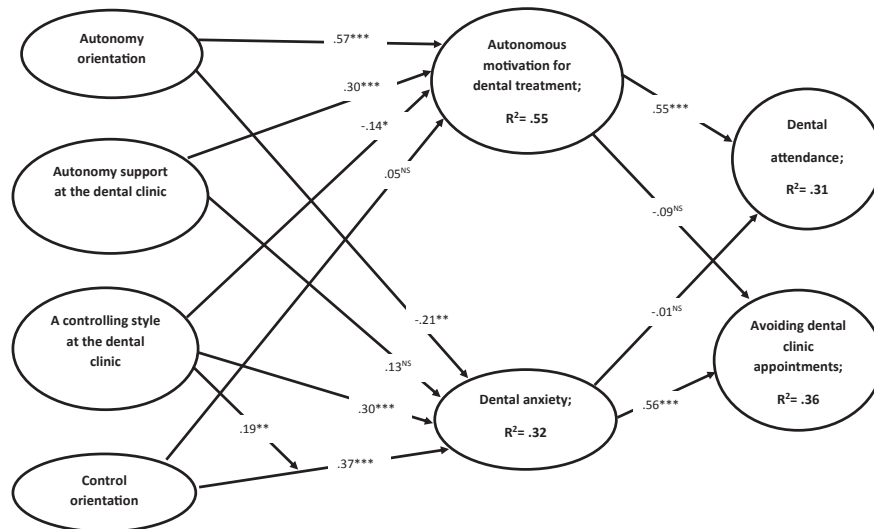 Autonomy
orientation
.57***
Autonomous
motivation for
dental treatment;
R²= .55
.30***
-.14*
.05ᴺˢ
.55***
Dental
attendance;
R²= .31
Autonomy support
at the dental clinic
-.09ᴺˢ
A controlling style
at the dental
clinic
-.21**
.13ᴺˢ
-.01ᴺˢ
Avoiding dental
clinic
appointments;
R²= .36
Dental anxiety;
R²= .32
.30***
.56***
.19**
.37***
Control
orientation